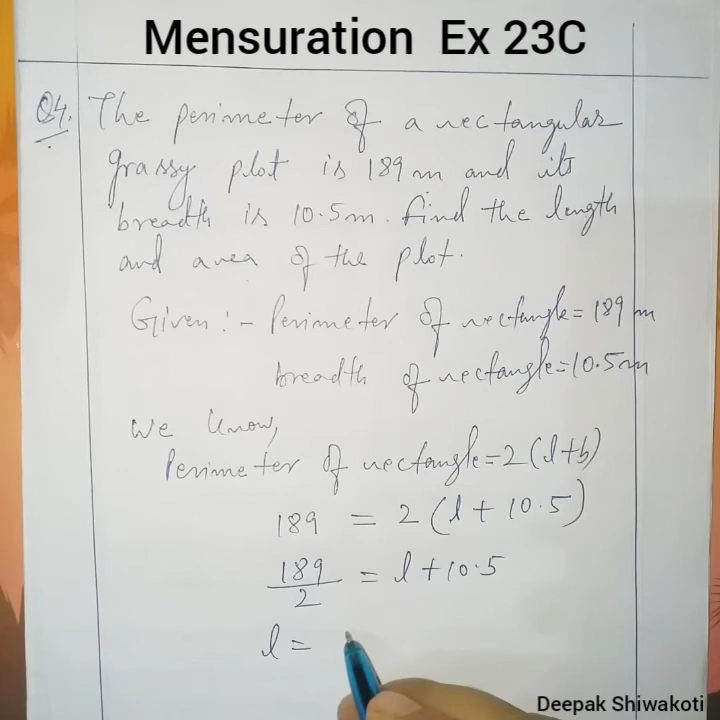 Mensuration Ex 23C
Q4. The perimeter of a rectangular
grassy plot is 189 m and its
breadth is 10.5m. find the length
and area of the plot.
Given :- Perimeter of rectangle = 189 m
breadth of rectangle = 10.5m
We know,
Perimeter of rectangle = 2 (l+b)
189 = 2 (l + 10.5)
189/2 = l + 10.5
l =
Deepak Shiwakoti